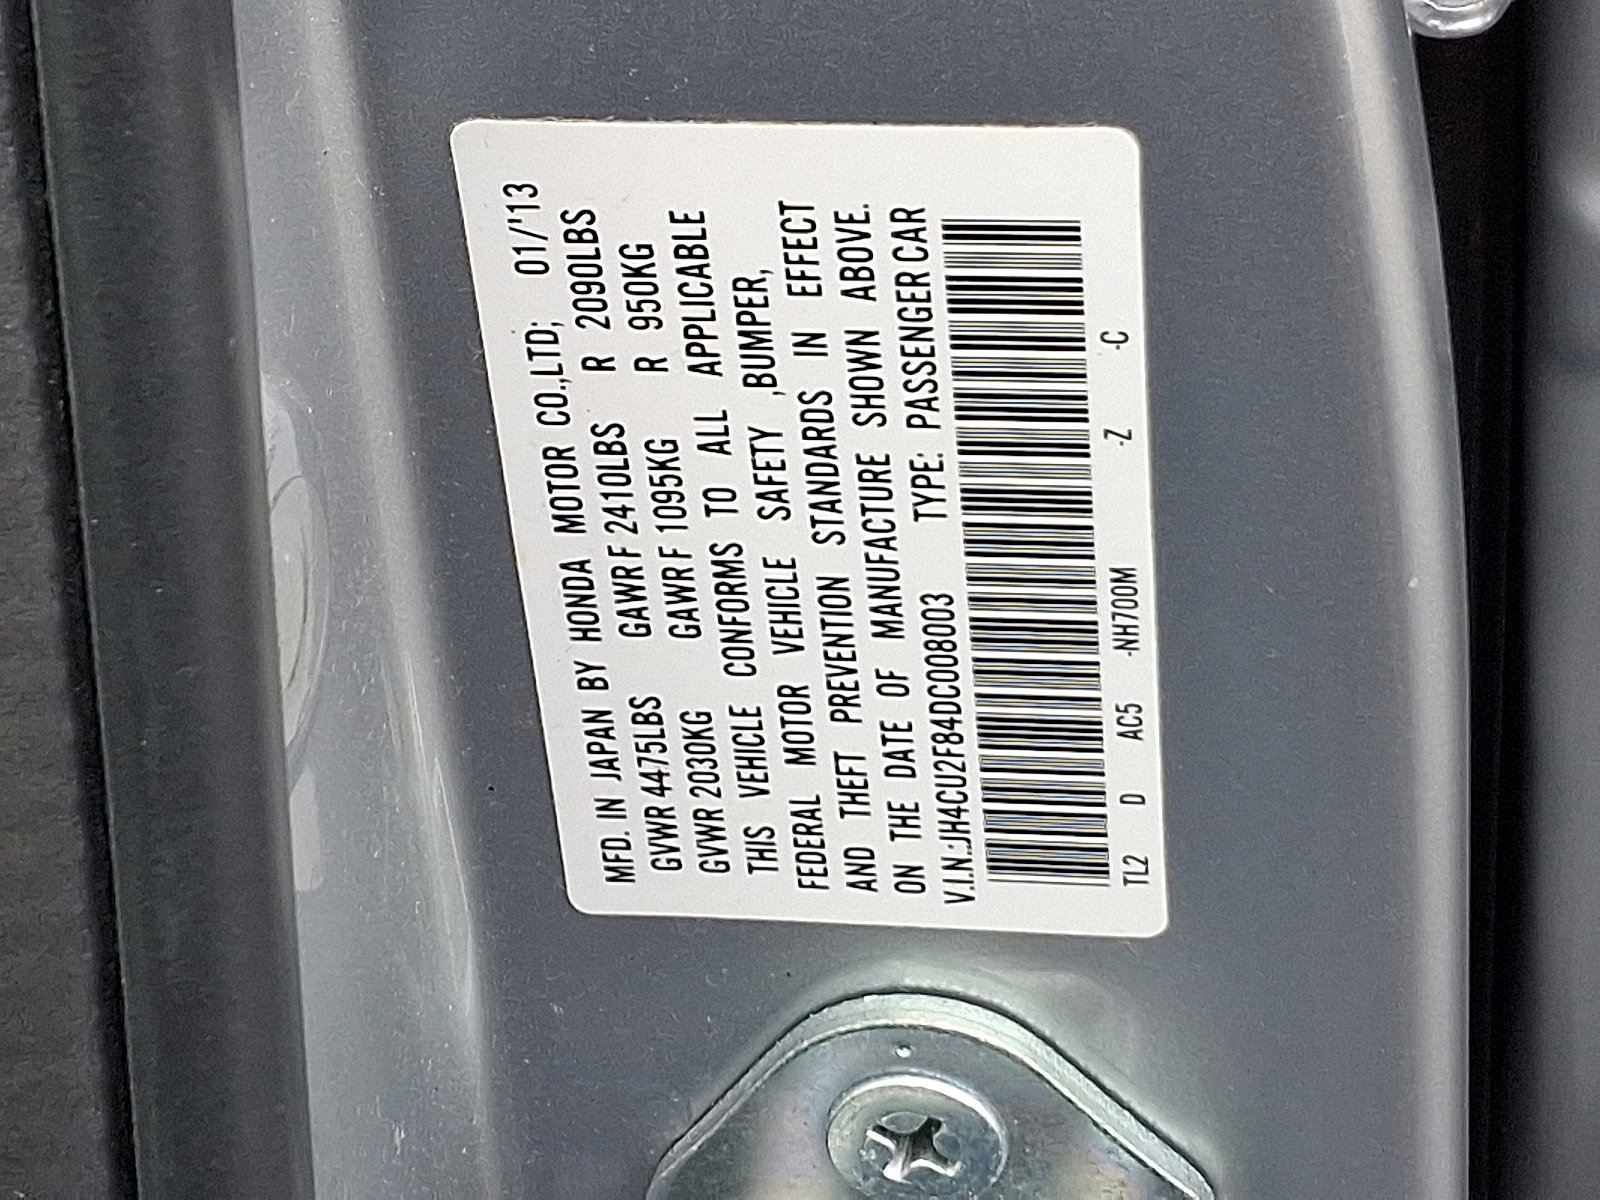 MFD. IN JAPAN BY HONDA MOTOR CO.,LTD; 01/'13
GVWR 4475LBS GAWR F 2410LBS R 2090LBS
GVWR 2030KG GAWR F 1095KG R 950KG
THIS VEHICLE CONFORMS TO ALL APPLICABLE
FEDERAL MOTOR VEHICLE SAFETY ,BUMPER,
AND THEFT PREVENTION STANDARDS IN EFFECT
ON THE DATE OF MANUFACTURE SHOWN ABOVE.
V.I.N.:JH4CU2F84DC008003 TYPE: PASSENGER CAR
TL2 D AC5 -NH700M -Z -C